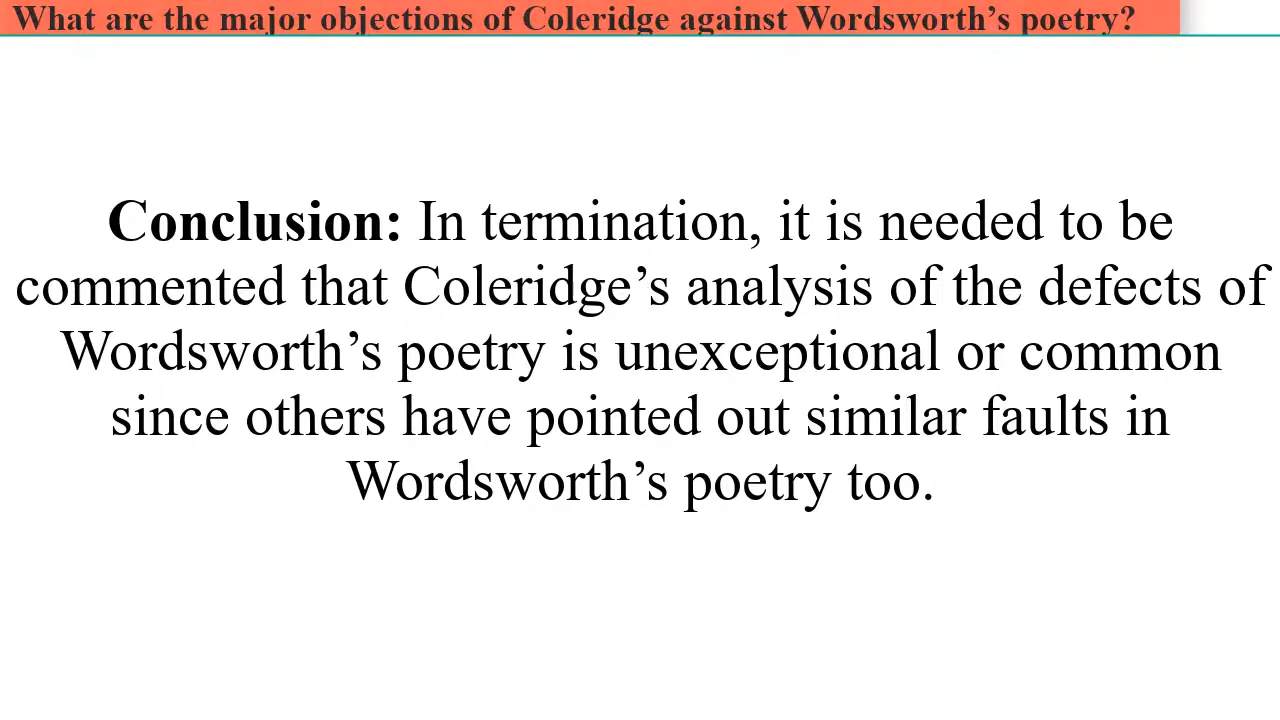 What are the major objections of Coleridge against Wordsworth’s poetry?
Conclusion: In termination, it is needed to be
commented that Coleridge’s analysis of the defects of
Wordsworth’s poetry is unexceptional or common
since others have pointed out similar faults in
Wordsworth’s poetry too.